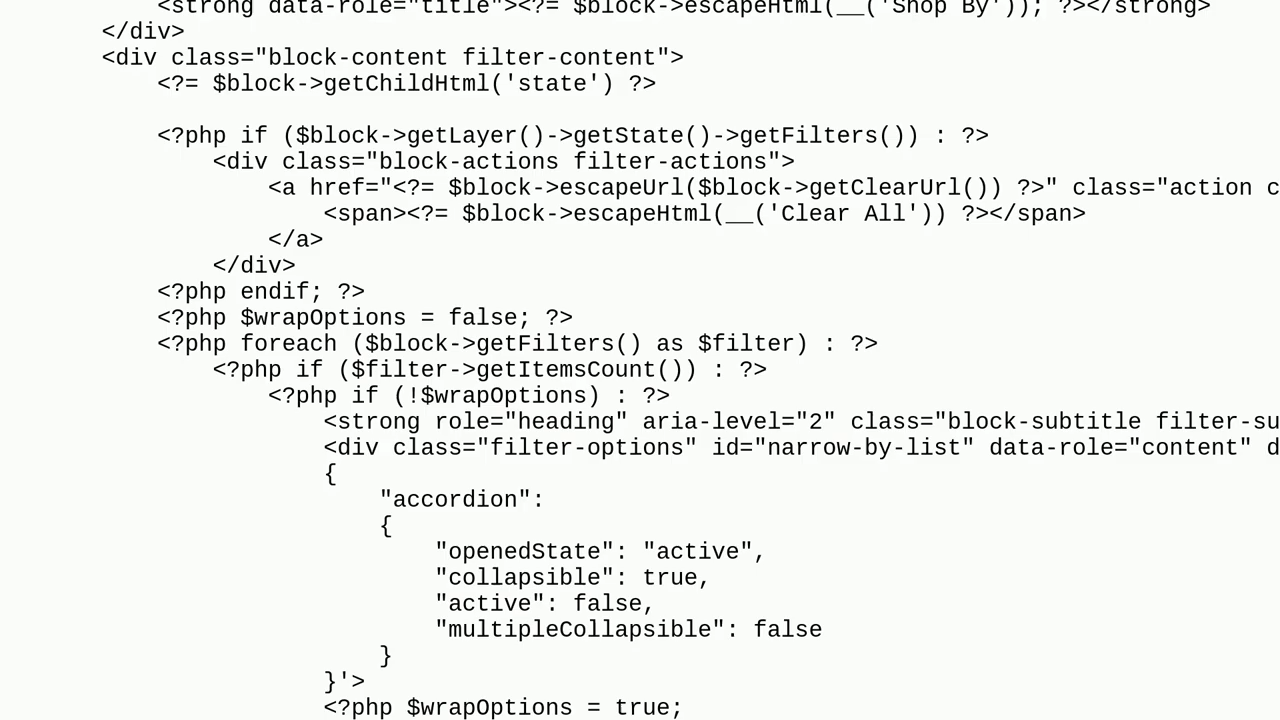 <strong data-role="title"><?= $block->escapeHtml(__('Shop By')); ?></strong>
</div>
<div class="block-content filter-content">
<?= $block->getChildHtml('state') ?>
<?php if ($block->getLayer()->getState()->getFilters()) : ?>
<div class="block-actions filter-actions">
<a href="<?= $block->escapeUrl($block->getClearUrl()) ?>" class="action c
<span><?= $block->escapeHtml(__('Clear All')) ?></span>
</a>
</div>
<?php endif; ?>
<?php $wrapOptions = false; ?>
<?php foreach ($block->getFilters() as $filter) : ?>
<?php if ($filter->getItemsCount()) : ?>
<?php if (!$wrapOptions) : ?>
<strong role="heading" aria-level="2" class="block-subtitle filter-su
<div class="filter-options" id="narrow-by-list" data-role="content" d
{
"accordion":
{
"openedState": "active",
"collapsible": true,
"active": false,
"multipleCollapsible": false
}
}'>
<?php $wrapOptions = true;